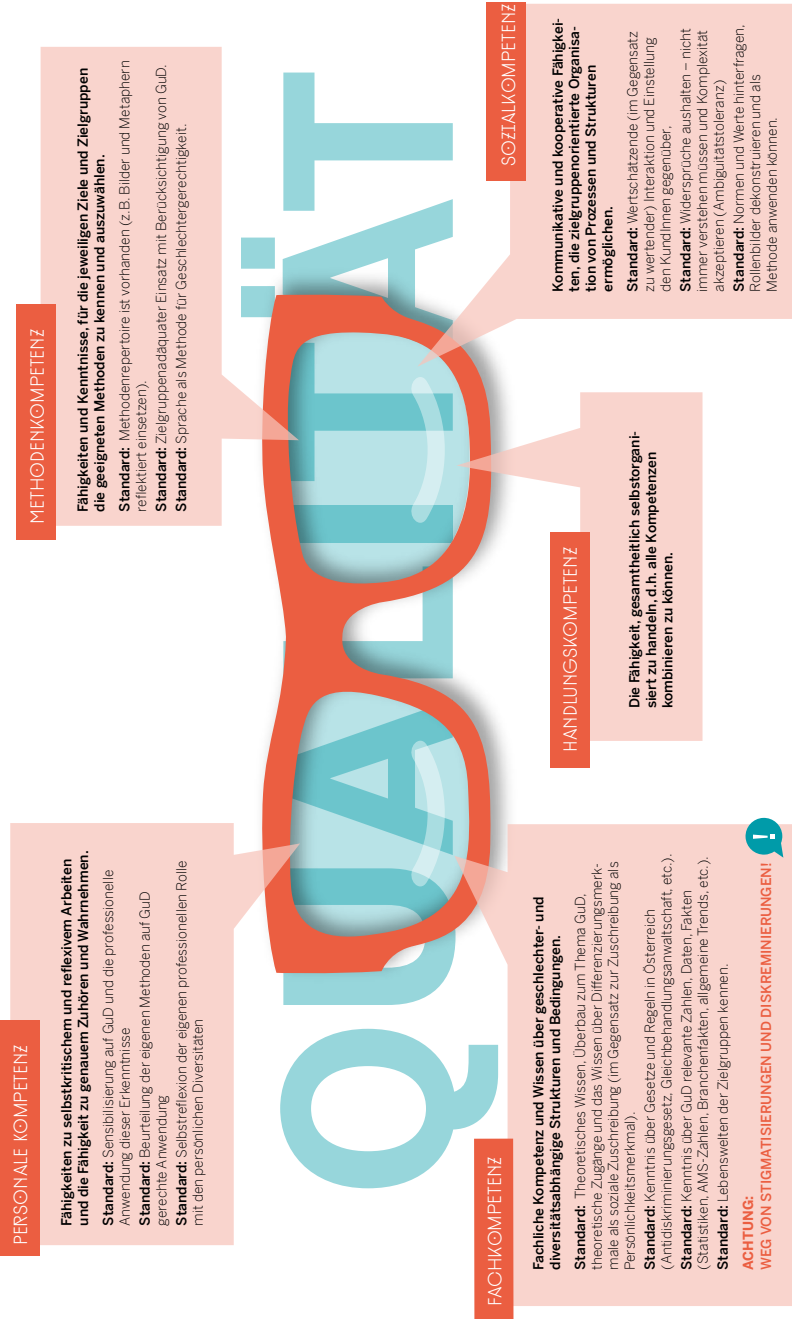 PERSONALE KOMPETENZ
Fähigkeiten zu selbstkritischem und reflexivem Arbeiten
und die Fähigkeit zu genauem Zuhören und Wahrnehmen.
Standard: Sensibilisierung auf GuD und die professionelle
Anwendung dieser Erkenntnisse
Standard: Beurteilung der eigenen Methoden auf GuD
gerechte Anwendung
Standard: Selbstreflexion der eigenen professionellen Rolle
mit den persönlichen Diversitäten
METHODENKOMPETENZ
Fähigkeiten und Kenntnisse, für die jeweiligen Ziele und Zielgruppen
die geeigneten Methoden zu kennen und auszuwählen.
Standard: Methodenrepertoire ist vorhanden (z.B. Bilder und Metaphern
reflektiert einsetzen).
Standard: Zielgruppenadäquater Einsatz mit Berücksichtigung von GuD.
Standard: Sprache als Methode für Geschlechtergerechtigkeit.
QUALITÄT
FACHKOMPETENZ
Fachliche Kompetenz und Wissen über geschlechter- und
diversitätsabhängige Strukturen und Bedingungen.
Standard: Theoretisches Wissen, Überbau zum Thema GuD,
theoretische Zugänge und das Wissen über Differenzierungsmerk-
male als soziale Zuschreibung (im Gegensatz zur Zuschreibung als
Persönlichkeitsmerkmal).
Standard: Kenntnis über Gesetze und Regeln in Österreich
(Antidiskriminierungsgesetz, Gleichbehandlungsanwaltschaft, etc.).
Standard: Kenntnis über GuD relevante Zahlen, Daten, Fakten
(Statistiken, AMS-Zahlen, Branchenfakten, allgemeine Trends, etc.).
Standard: Lebenswelten der Zielgruppen kennen.
ACHTUNG:
WEG VON STIGMATISIERUNGEN UND DISKREMINIERUNGEN!
!
HANDLUNGSKOMPETENZ
Die Fähigkeit, gesamtheitlich selbstorgani-
siert zu handeln, d.h. alle Kompetenzen
kombinieren zu können.
SOZIALKOMPETENZ
Kommunikative und kooperative Fähigkei-
ten, die zielgruppenorientierte Organisa-
tion von Prozessen und Strukturen
ermöglichen.
Standard: Wertschätzende (im Gegensatz
zu wertender) Interaktion und Einstellung
den KundInnen gegenüber.
Standard: Widersprüche aushalten – nicht
immer verstehen müssen und Komplexität
akzeptieren (Ambiguitätstoleranz)
Standard: Normen und Werte hinterfragen,
Rollenbilder dekonstruieren und als
Methode anwenden können.